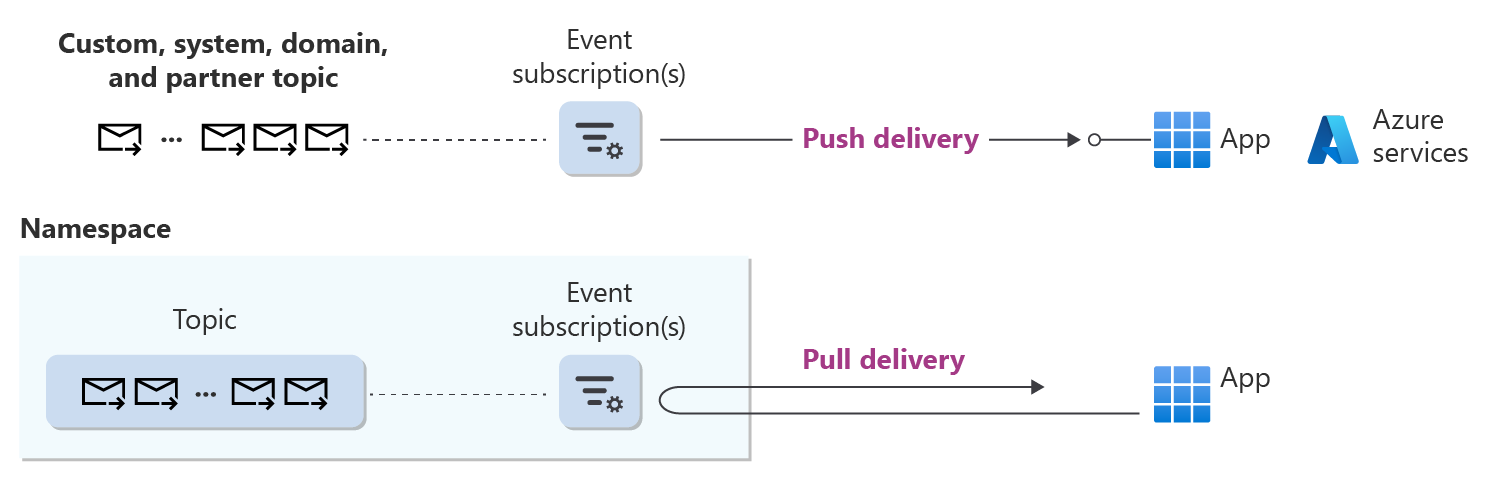 Custom, system, domain,
and partner topic
Event
subscription(s)
Push delivery
App
Azure
services
Namespace
Topic
Event
subscription(s)
Pull delivery
App